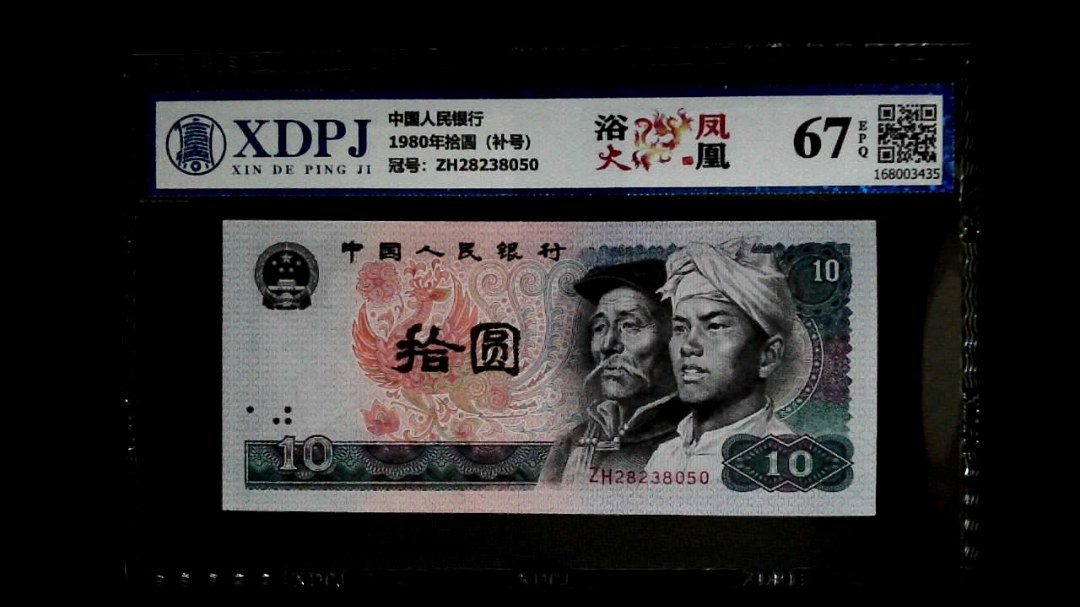 XDPJ
XIN DE PING JI
中国人民银行
1980年拾圆（补号）
冠号：ZH28238050
浴火
凤凰
67
EPQ
168003435
中国人民银行
10
拾圆
10
ZH28238050
10
XDPJ
XDPJ